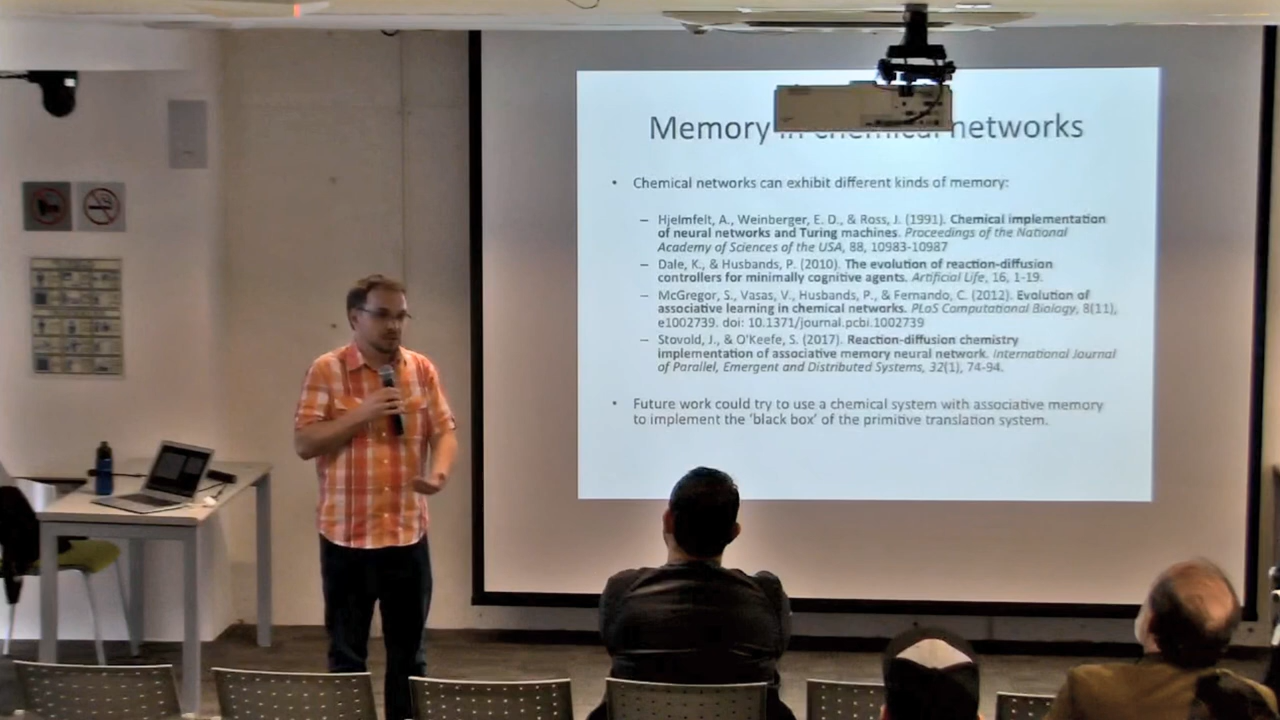 Memory in chemical networks
• Chemical networks can exhibit different kinds of memory:
– Hjelmfelt, A., Weinberger, E. D., & Ross, J. (1991). Chemical implementation
of neural networks and Turing machines. Proceedings of the National
Academy of Sciences of the USA, 88, 10983-10987
– Dale, K., & Husbands, P. (2010). The evolution of reaction-diffusion
controllers for minimally cognitive agents. Artificial Life, 16, 1-19.
– McGregor, S., Vasas, V., Husbands, P., & Fernando, C. (2012). Evolution of
associative learning in chemical networks. PLoS Computational Biology, 8(11),
e1002739. doi: 10.1371/journal.pcbi.1002739
– Stovold, J., & O'Keefe, S. (2017). Reaction-diffusion chemistry
implementation of associative memory neural network. International Journal
of Parallel, Emergent and Distributed Systems, 32(1), 74-94.
• Future work could try to use a chemical system with associative memory
to implement the 'black box' of the primitive translation system.